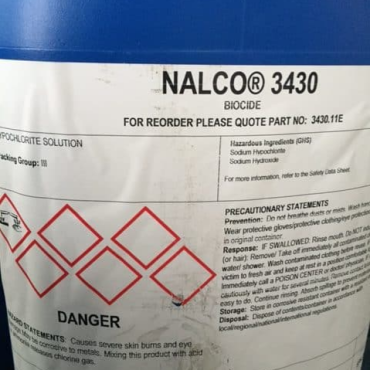 NALCO® 3430
BIOCIDE
FOR REORDER PLEASE QUOTE PART NO: 3430.11E
YPOCHLORITE SOLUTION
acking Group: III
Hazardous Ingredients (GHS)
Sodium Hypochlorite
Sodium Hydroxide
For more information, refer to the Safety Data Sheet
PRECAUTIONARY STATEMENTS
Prevention: Do not breathe dusts or mists. Wash
Wear protective gloves/protective clothing/eye
in original container.
Response: IF SWALLOWED: Rinse mouth. Do NOT
(or hair): Remove/ Take off immediately all contaminated
water/ shower. Wash contaminated clothing before reuse.
victim to fresh air and keep at rest in a position comfortable
Immediately call a POISON CENTER or doctor/
cautiously with water for several minutes. Remove contact
easy to do. Continue rinsing. Absorb spillage to prevent
Storage: Store in corrosive resistant container with a resistant
Disposal: Dispose of contents/container in accordance
local/regional/national/international regulations.
DANGER
HAZARD STATEMENTS: Causes severe skin burns and eye
May be corrosive to metals. Mixing this product with acid
releases chlorine gas.